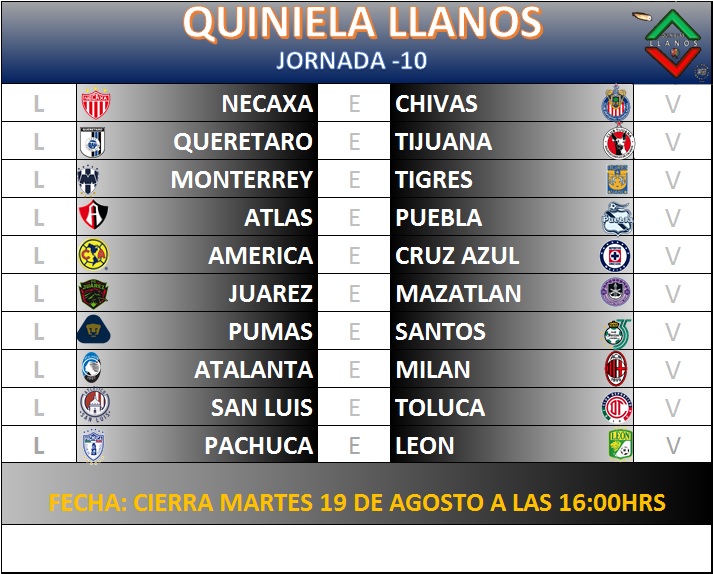 QUINIELA LLANOS
JORNADA -10
LLANOS
L NECAXA E CHIVAS V
L QUERETARO E TIJUANA V
L MONTERREY E TIGRES V
L ATLAS E PUEBLA V
L AMERICA E CRUZ AZUL V
L JUAREZ E MAZATLAN V
L PUMAS E SANTOS V
L ATALANTA E MILAN V
L SAN LUIS E TOLUCA V
L PACHUCA E LEON V
FECHA: CIERRA MARTES 19 DE AGOSTO A LAS 16:00HRS